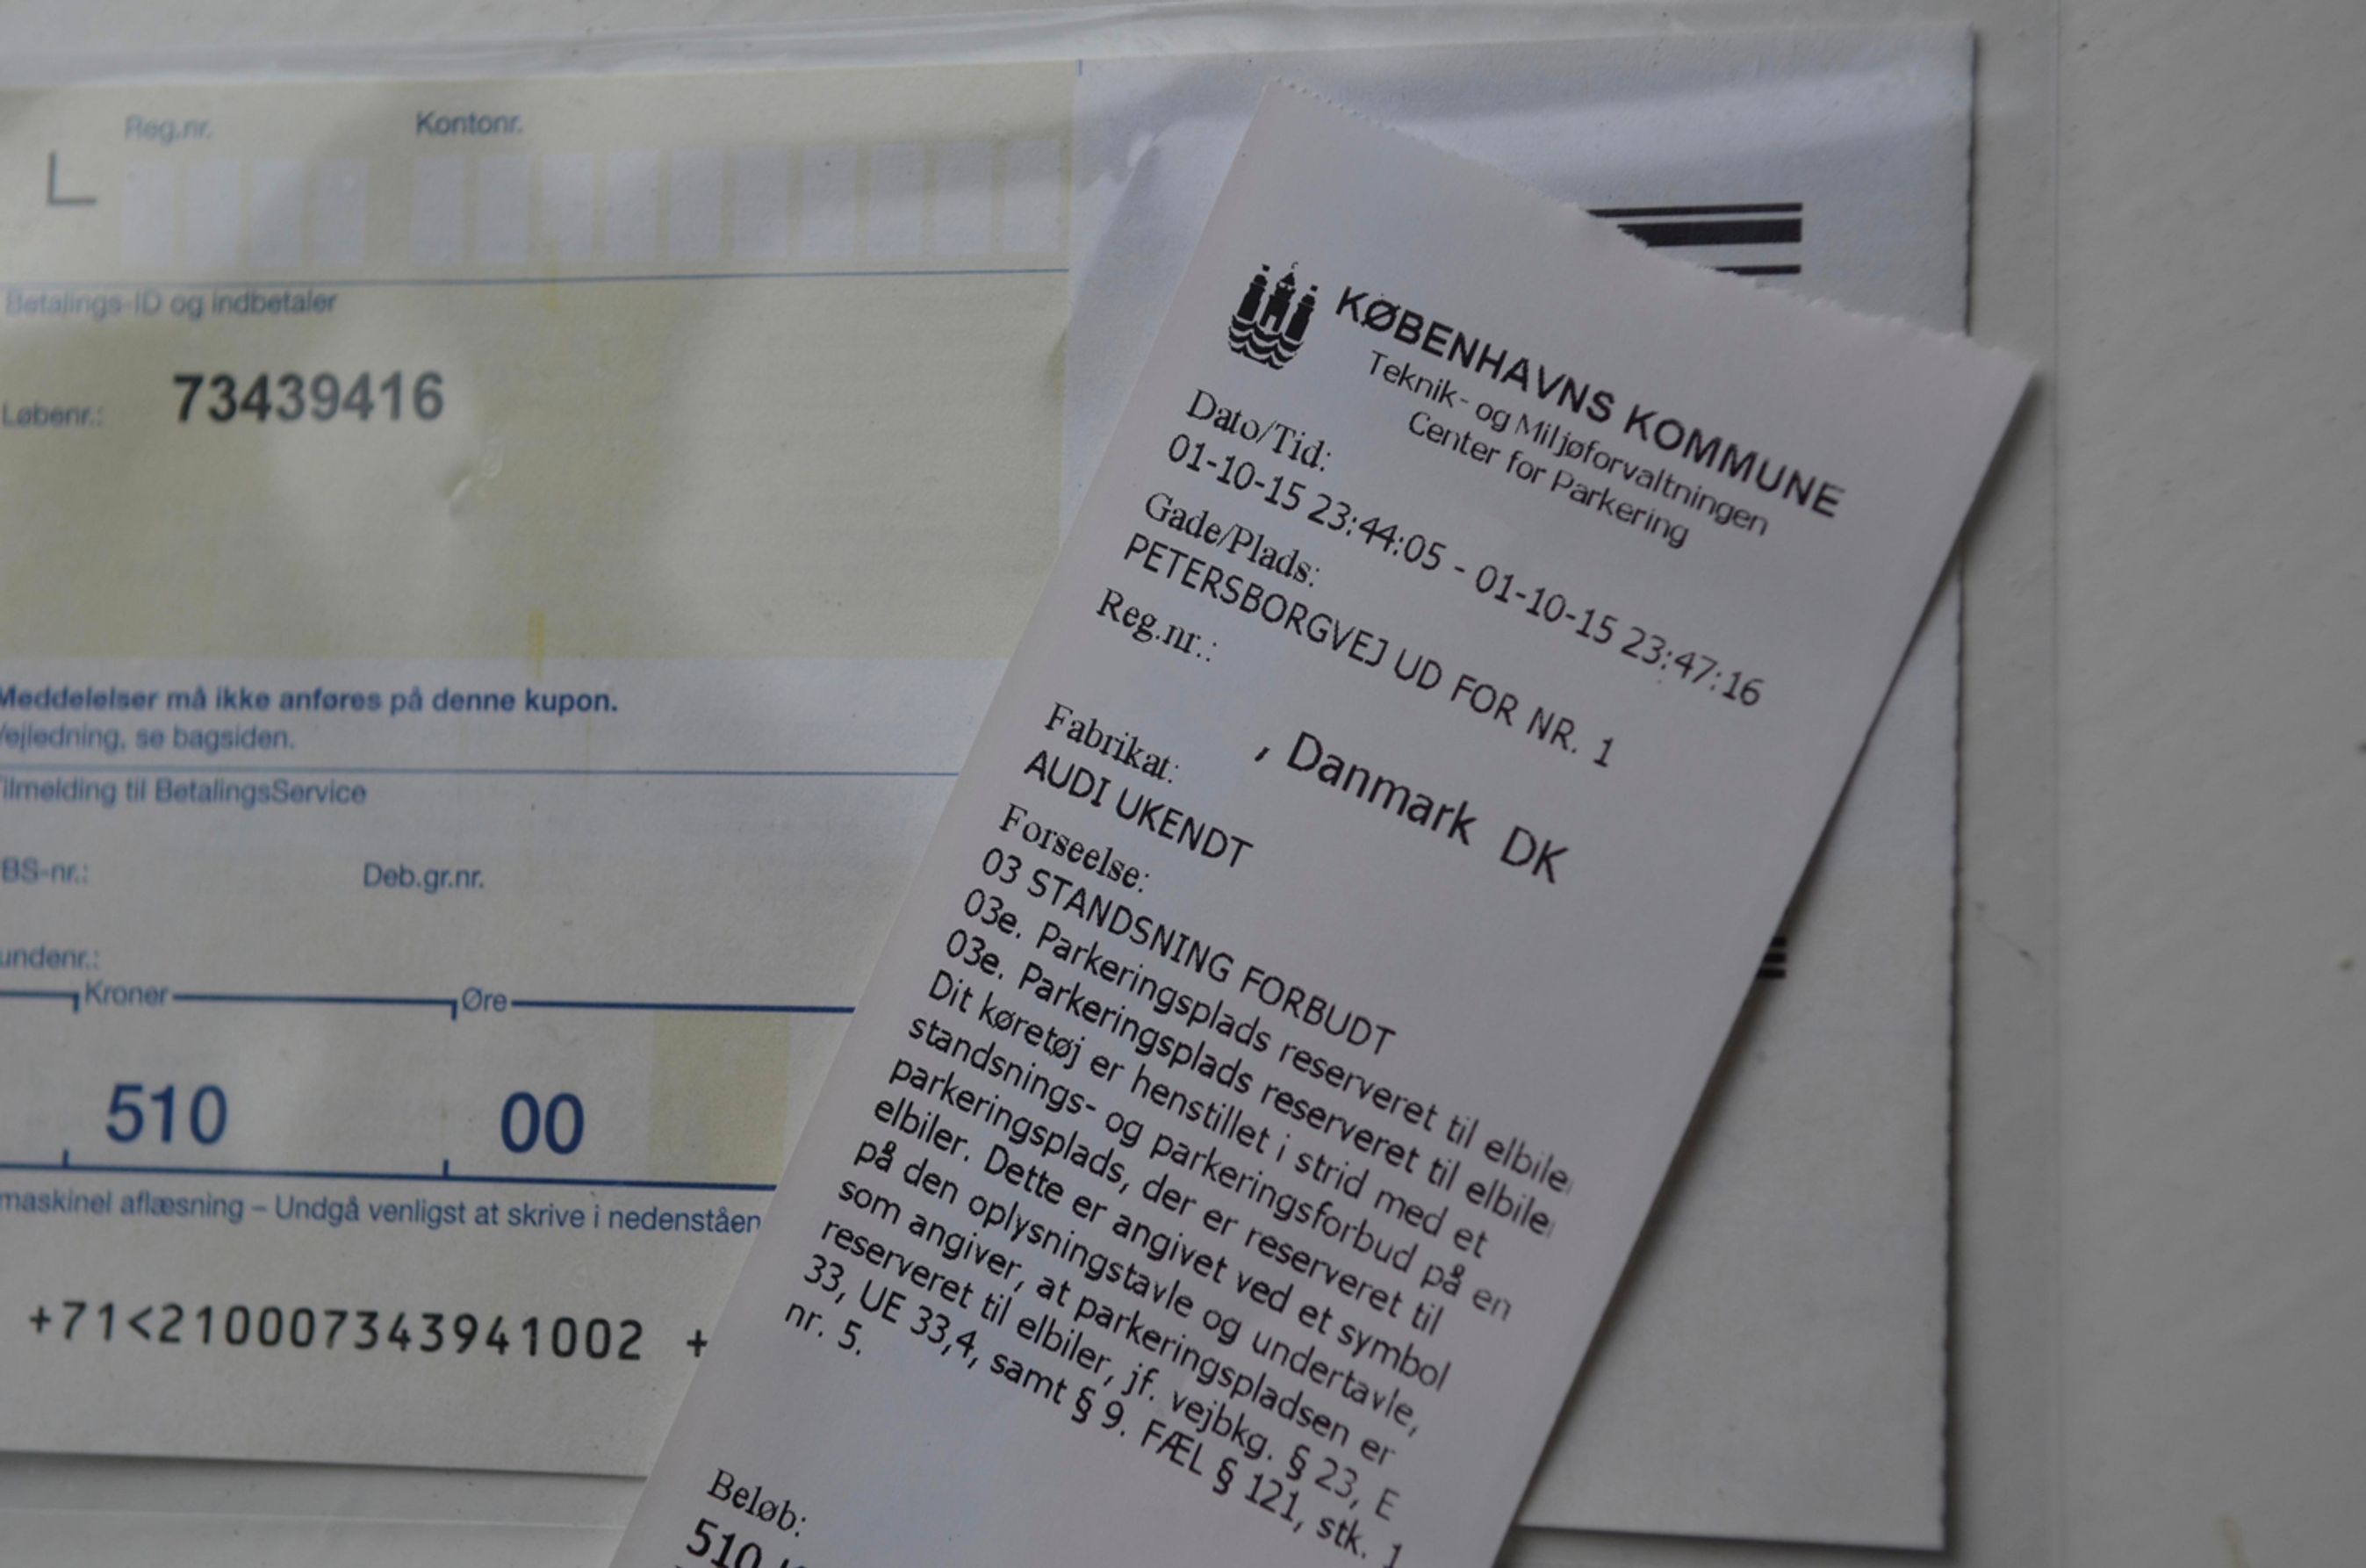 Reg.nr. Kontonr.
Betalings-ID og indbetaler
Løbenr.: 73439416
Meddelelser må ikke anføres på denne kupon.
Vejledning, se bagsiden.
Tilmelding til BetalingsService
BS-nr.: Deb.gr.nr.
undenr.:
Kroner Øre
510 00
maskinel aflæsning – Undgå venligst at skrive i nedenståen
+71<210007343941002 +
KØBENHAVNS KOMMUNE
Teknik- og Miljøforvaltningen
Center for Parkering
Dato/Tid:
01-10-15 23:44:05 - 01-10-15 23:47:16
Gade/Plads:
PETERSBORGVEJ UD FOR NR. 1
Reg.nr.:
, Danmark DK
Fabrikat:
AUDI UKENDT
Forseelse:
03 STANDSNING FORBUDT
03e. Parkeringsplads reserveret til elbiler
03e. Parkeringsplads reserveret til elbiler
Dit køretøj er henstillet i strid med et
standsnings- og parkeringsforbud på en
parkeringsplads, der er reserveret til
elbiler. Dette er angivet ved et symbol
på den oplysningstavle og undertavle,
som angiver, at parkeringspladsen er
reserveret til elbiler, jf. vejbkg. § 23, E
33, UE 33,4, samt § 9. FÆL § 121, stk. 1
nr. 5.
Beløb:
510